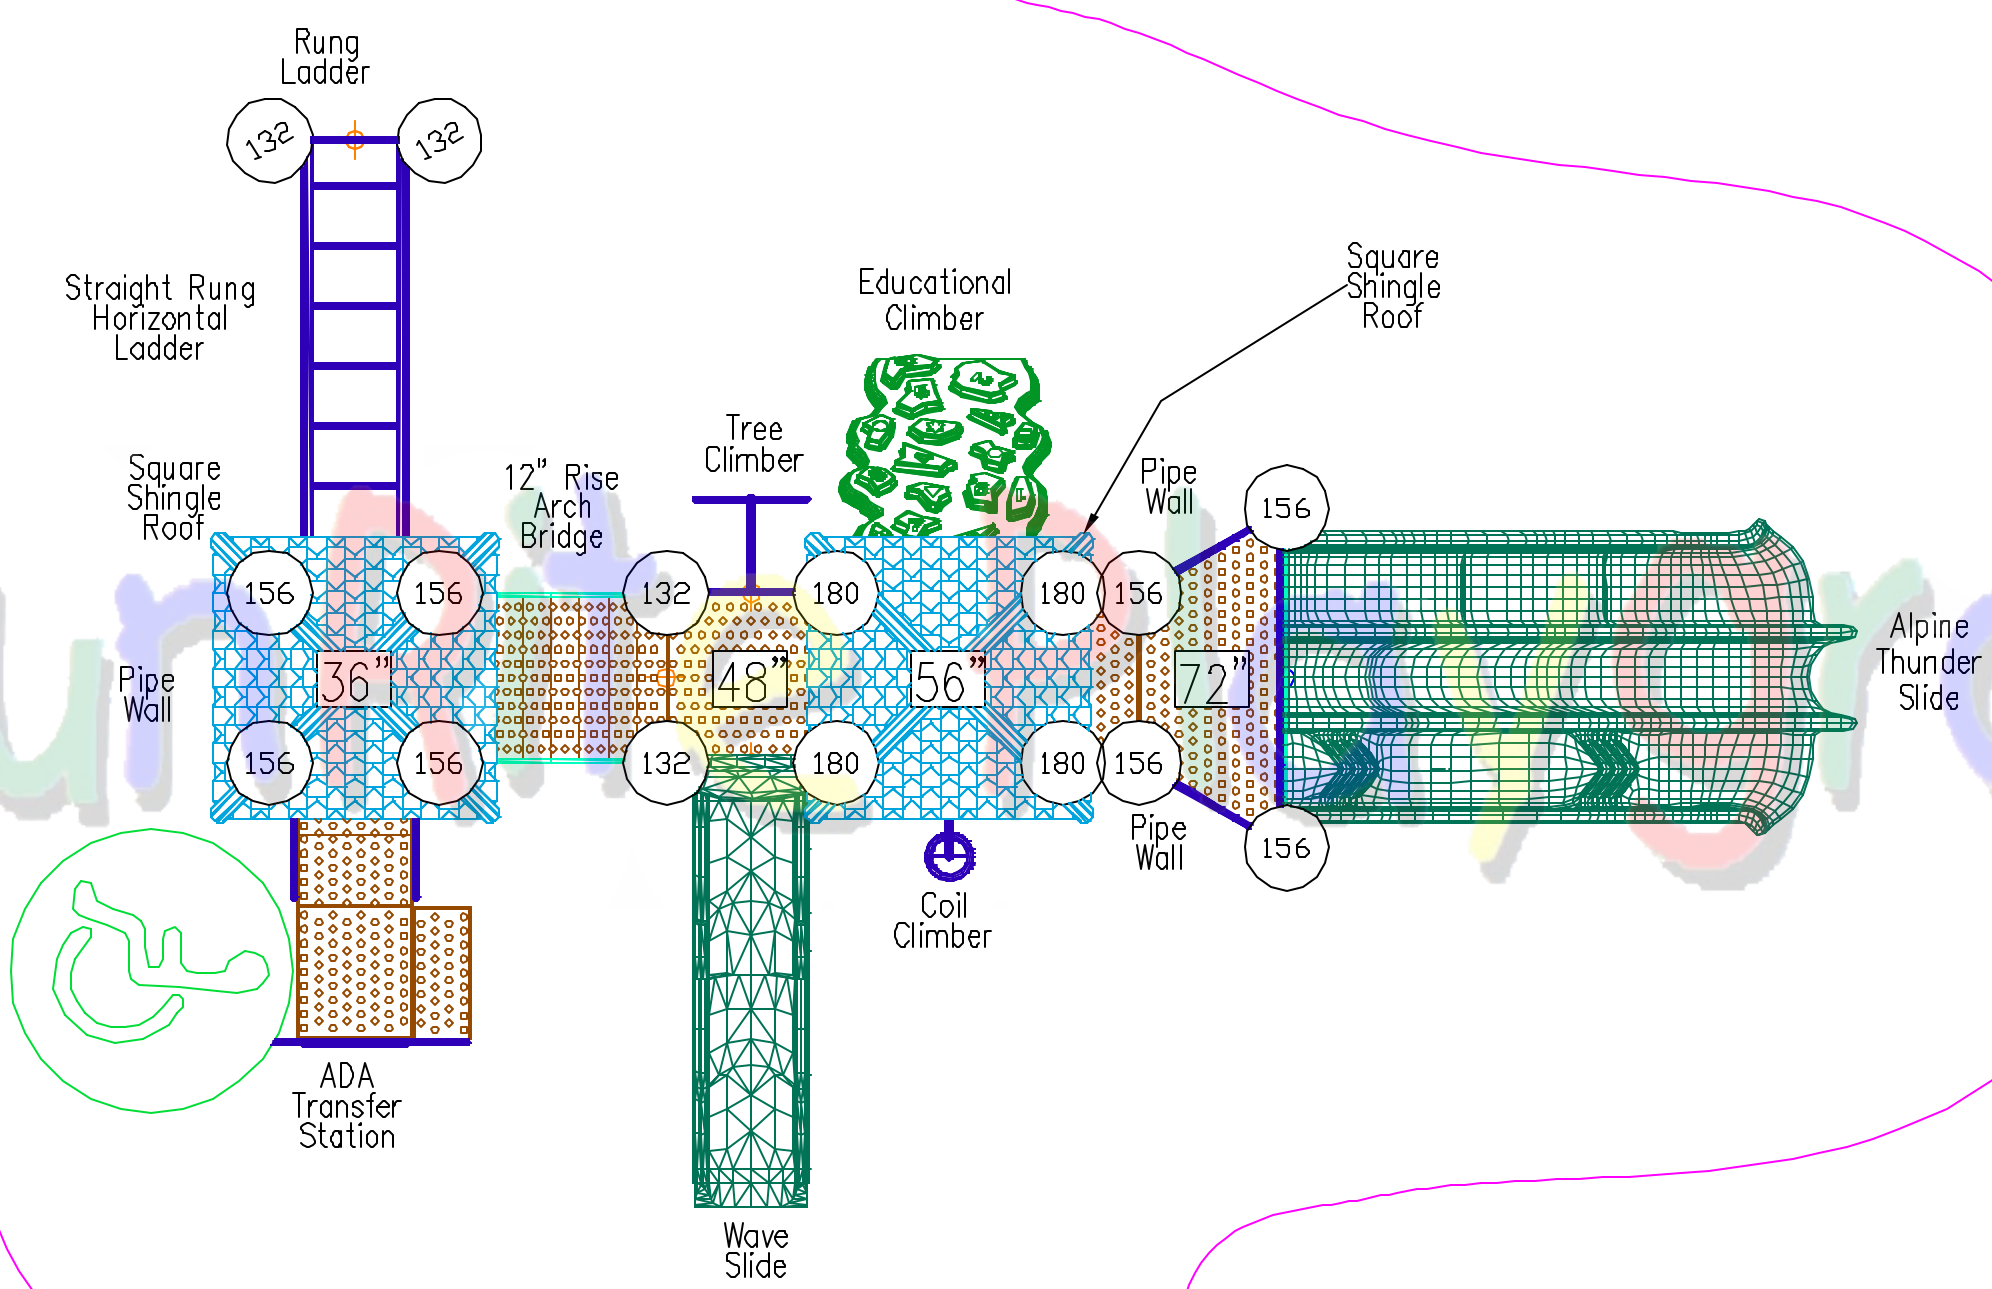 Rung
Ladder
132
132
Straight Rung
Horizontal
Ladder
Square
Shingle
Roof
Educational
Climber
Square
Shingle
Roof
Tree
Climber
12" Rise
Arch
Bridge
Pipe
Wall
156
156
156
132
180
180
156
Pipe
Wall
36"
48"
56"
72"
Alpine
Thunder
Slide
156
156
132
180
180
156
Pipe
Wall
156
Coil
Climber
ADA
Transfer
Station
Wave
Slide